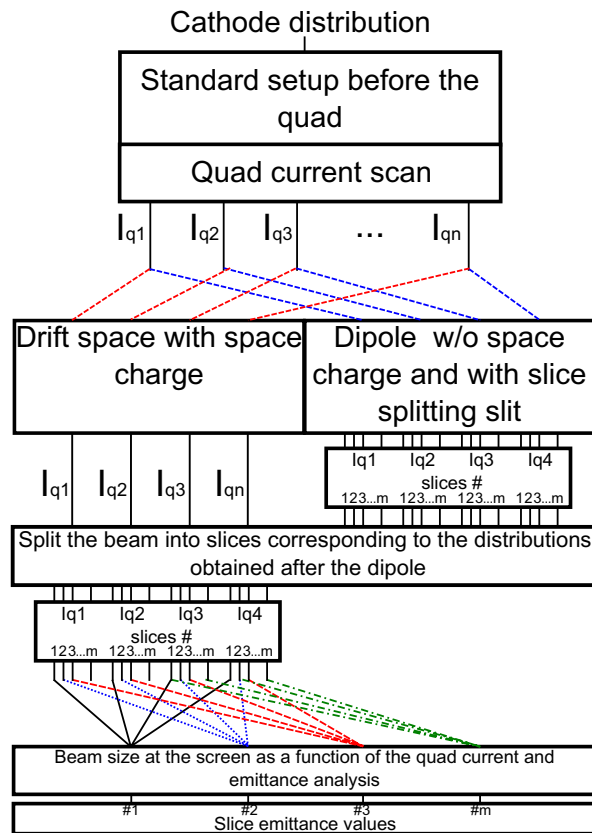 Cathode distribution
Standard setup before the
quad
Quad current scan
Iq1 Iq2 Iq3 ... Iqn
Drift space with space
charge
Dipole w/o space
charge and with slice
splitting slit
Iq1 Iq2 Iq3 Iq4
slices #
123...m 123...m 123...m 123...m
Iq1 Iq2 Iq3 Iqn
Split the beam into slices corresponding to the distributions
obtained after the dipole
Iq1 Iq2 Iq3 Iq4
slices #
123...m 123...m 123...m 123...m
Beam size at the screen as a function of the quad current and
emittance analysis
#1 #2 #3 #m
Slice emittance values